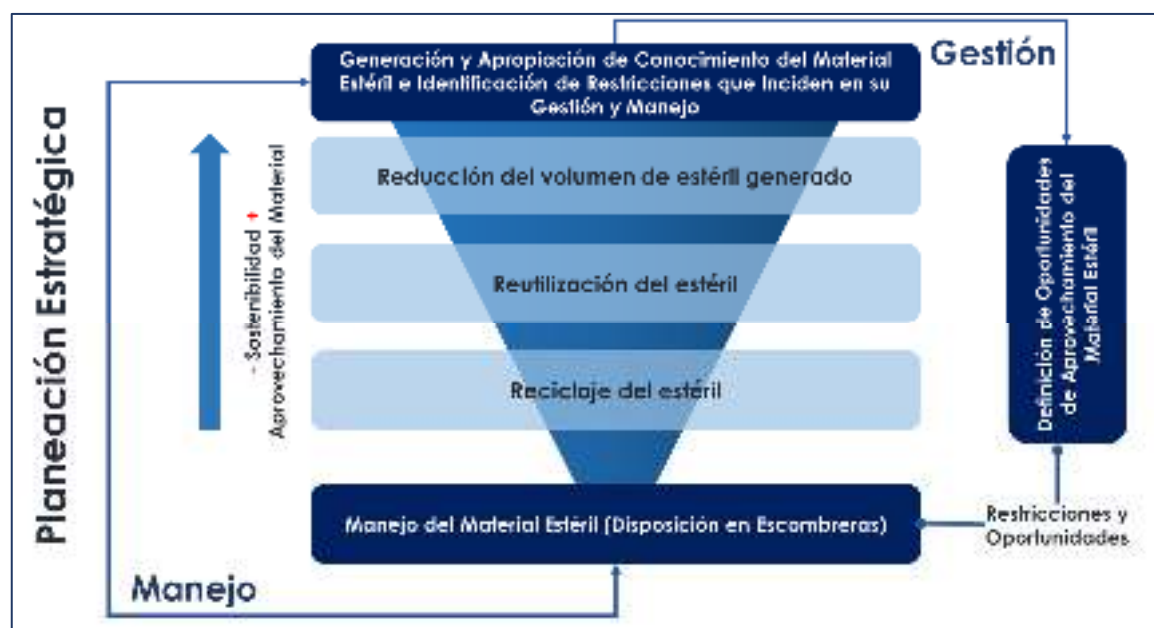 Planeación Estratégica
Gestión
Generación y Apropiación de Conocimiento del Material
Estéril e Identificación de Restricciones que Inciden en su
Gestión y Manejo
- Sostenibilidad +
Aprovechamiento del Material
Reducción del volumen de estéril generado
Reutilización del estéril
Reciclaje del estéril
Manejo del Material Estéril (Disposición en Escombreras)
Definición de Oportunidades
de Aprovechamiento del
Material Estéril
Restricciones y
Oportunidades
Manejo